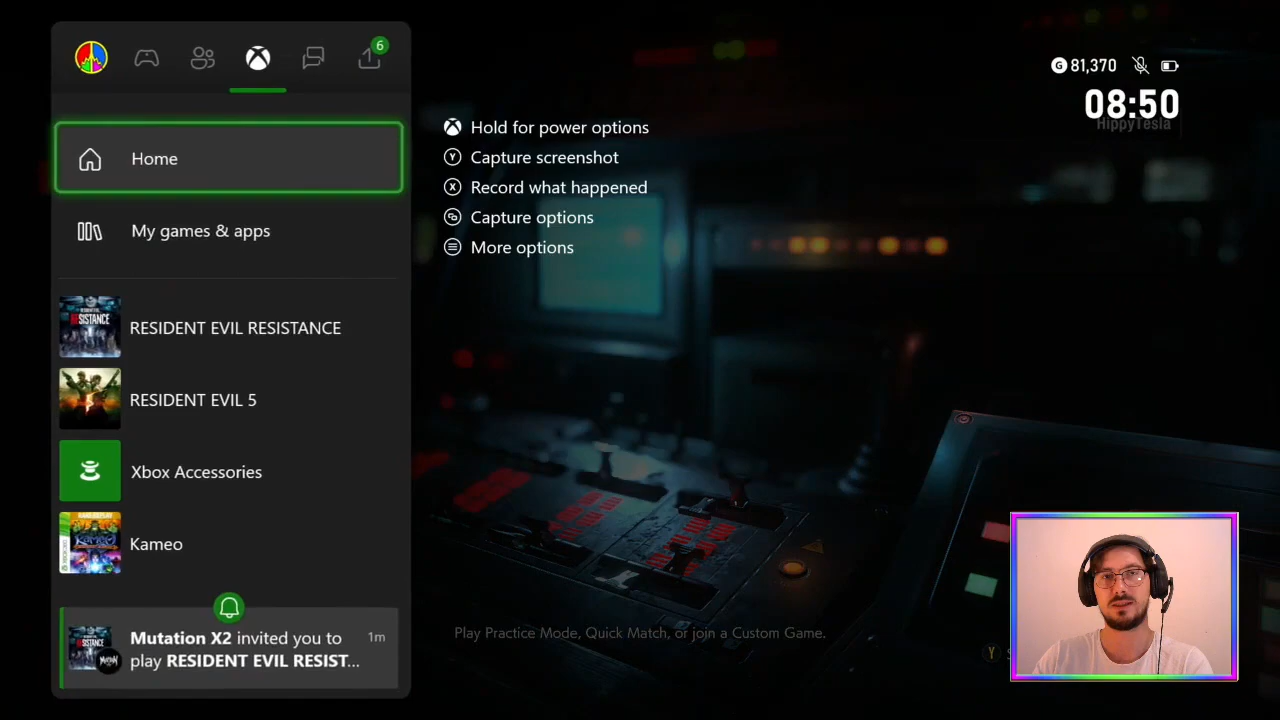 6
G 81,370
08:50
HippyTesla
Home
My games & apps
RESIDENT EVIL RESISTANCE
RESIDENT EVIL 5
Xbox Accessories
Kameo
Mutation X2 invited you to 1m
play RESIDENT EVIL RESIST...
Hold for power options
Y Capture screenshot
X Record what happened
Capture options
More options
Play Practice Mode, Quick Match, or join a Custom Game.
Y